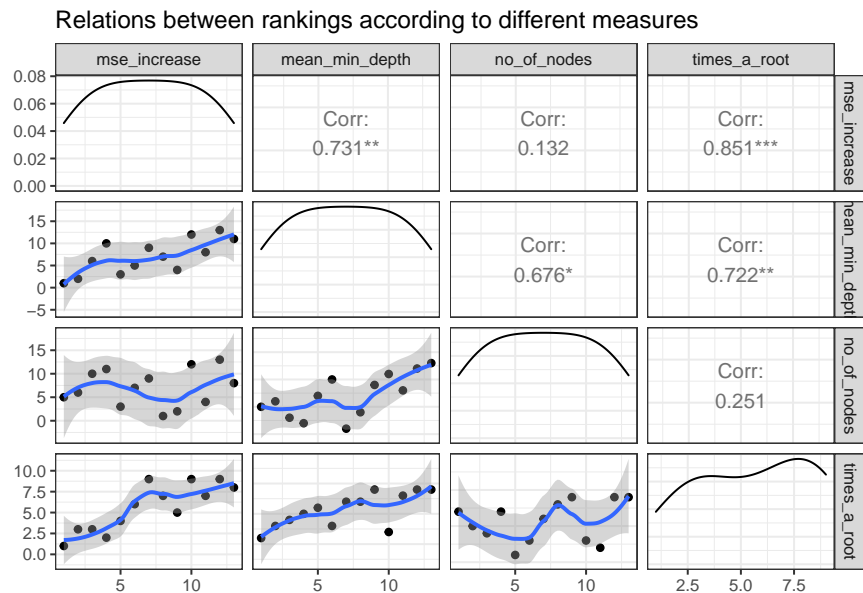 Relations between rankings according to different measures
mse_increase mean_min_depth no_of_nodes times_a_root
0.08
0.06
0.04
0.02
0.00
Corr:
0.731**
Corr:
0.132
Corr:
0.851***
mse_increase
15
10
5
0
−5
Corr:
0.676*
Corr:
0.722**
mean_min_dept
15
10
5
0
Corr:
0.251
no_of_nodes
10.0
7.5
5.0
2.5
0.0
times_a_root
5 10 5 10 5 10 2.5 5.0 7.5